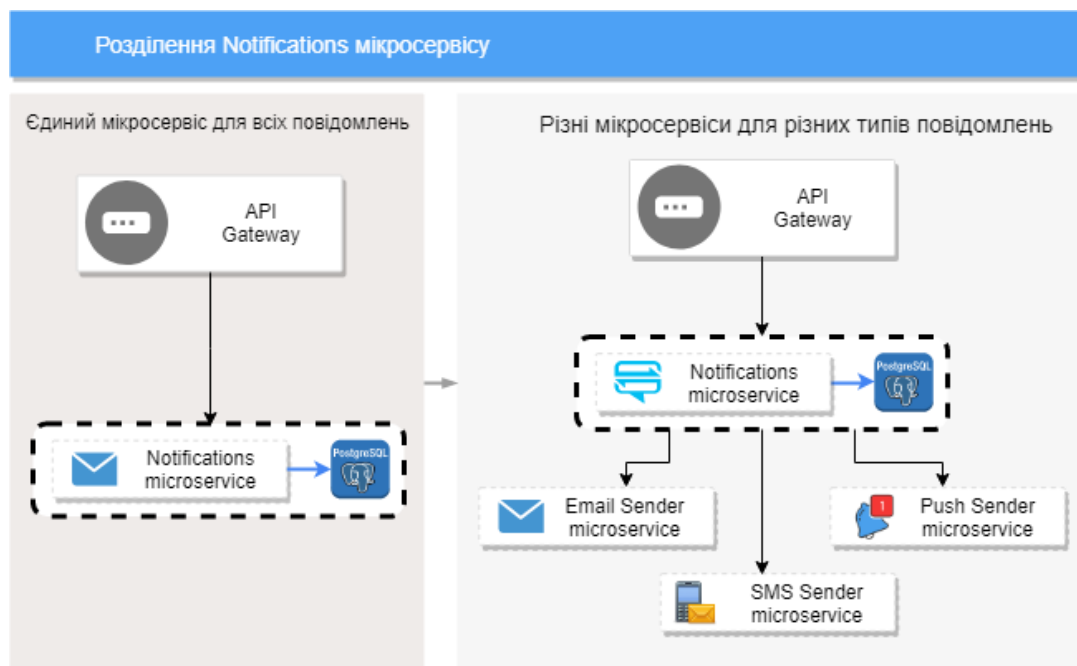 Розділення Notifications мікросервісу
Єдиний мікросервіс для всіх повідомлень
API
Gateway
Notifications
microservice
PostgreSQL
Різні мікросервіси для різних типів повідомлень
API
Gateway
Notifications
microservice
PostgreSQL
Email Sender
microservice
1
Push Sender
microservice
SMS Sender
microservice